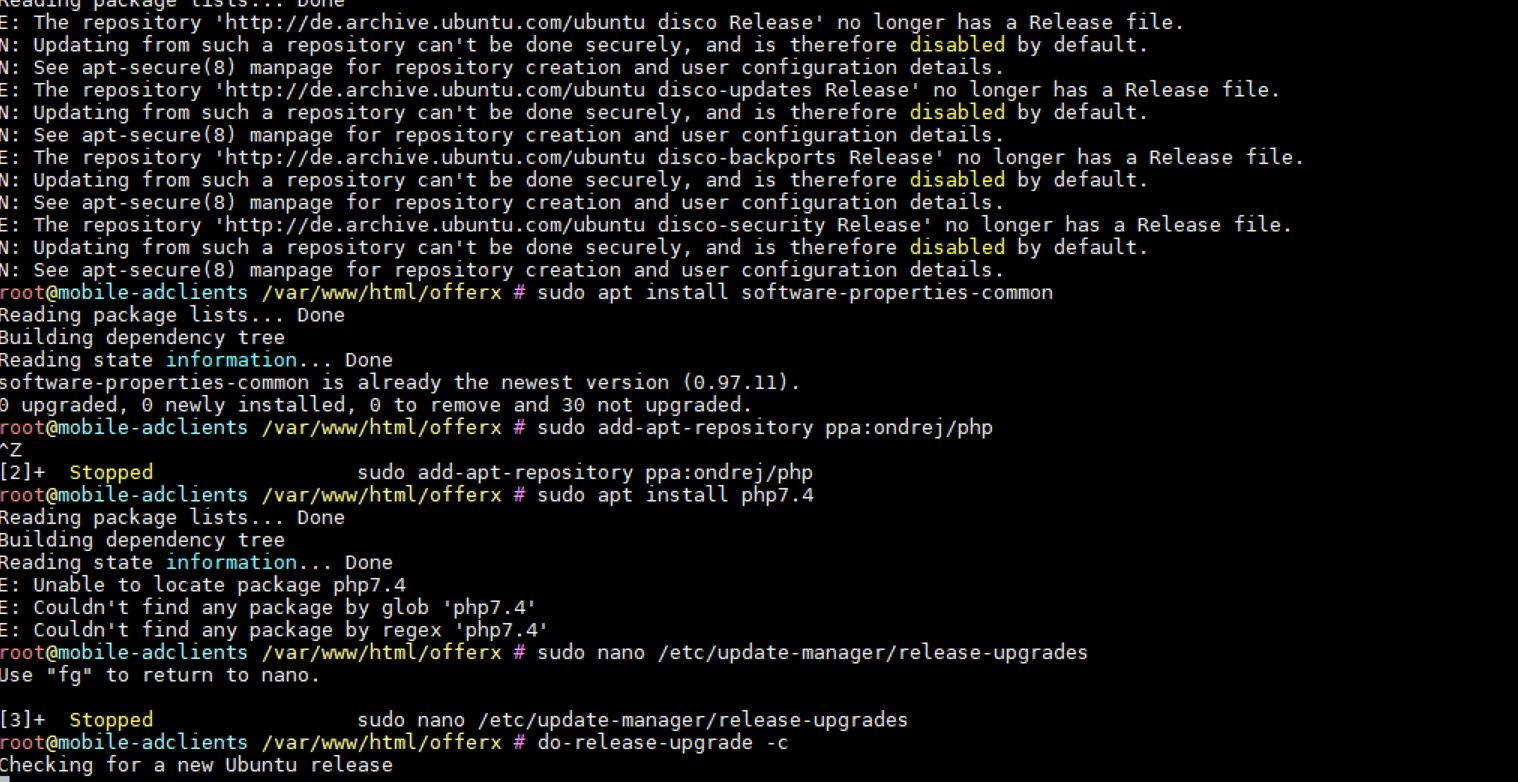 Reading package lists... Done
E: The repository 'http://de.archive.ubuntu.com/ubuntu disco Release' no longer has a Release file.
N: Updating from such a repository can't be done securely, and is therefore disabled by default.
N: See apt-secure(8) manpage for repository creation and user configuration details.
E: The repository 'http://de.archive.ubuntu.com/ubuntu disco-updates Release' no longer has a Release file.
N: Updating from such a repository can't be done securely, and is therefore disabled by default.
N: See apt-secure(8) manpage for repository creation and user configuration details.
E: The repository 'http://de.archive.ubuntu.com/ubuntu disco-backports Release' no longer has a Release file.
N: Updating from such a repository can't be done securely, and is therefore disabled by default.
N: See apt-secure(8) manpage for repository creation and user configuration details.
E: The repository 'http://de.archive.ubuntu.com/ubuntu disco-security Release' no longer has a Release file.
N: Updating from such a repository can't be done securely, and is therefore disabled by default.
N: See apt-secure(8) manpage for repository creation and user configuration details.
root@mobile-adclients /var/www/html/offerx # sudo apt install software-properties-common
Reading package lists... Done
Building dependency tree
Reading state information... Done
software-properties-common is already the newest version (0.97.11).
0 upgraded, 0 newly installed, 0 to remove and 30 not upgraded.
root@mobile-adclients /var/www/html/offerx # sudo add-apt-repository ppa:ondrej/php
^Z
[2]+  Stopped                 sudo add-apt-repository ppa:ondrej/php
root@mobile-adclients /var/www/html/offerx # sudo apt install php7.4
Reading package lists... Done
Building dependency tree
Reading state information... Done
E: Unable to locate package php7.4
E: Couldn't find any package by glob 'php7.4'
E: Couldn't find any package by regex 'php7.4'
root@mobile-adclients /var/www/html/offerx # sudo nano /etc/update-manager/release-upgrades
Use "fg" to return to nano.
[3]+  Stopped                 sudo nano /etc/update-manager/release-upgrades
root@mobile-adclients /var/www/html/offerx # do-release-upgrade -c
Checking for a new Ubuntu release